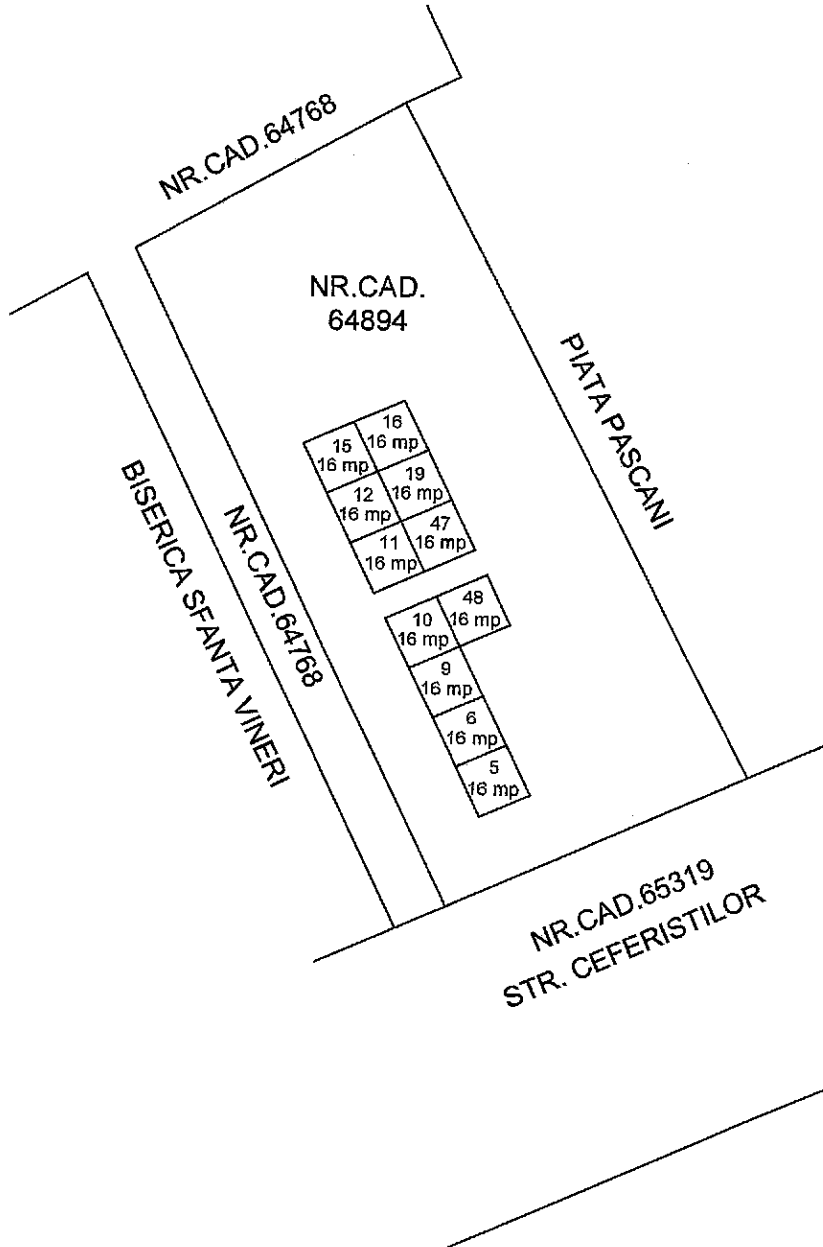 NR.CAD.64768
NR.CAD.
64894
PIATA PASCANI
BISERICA SFANTA VINERI
NR.CAD.64768
16
16 mp
15
16 mp
19
16 mp
12
16 mp
47
16 mp
11
16 mp
48
16 mp
10
16 mp
9
16 mp
6
16 mp
5
16 mp
NR.CAD.65319
STR. CEFERISTILOR